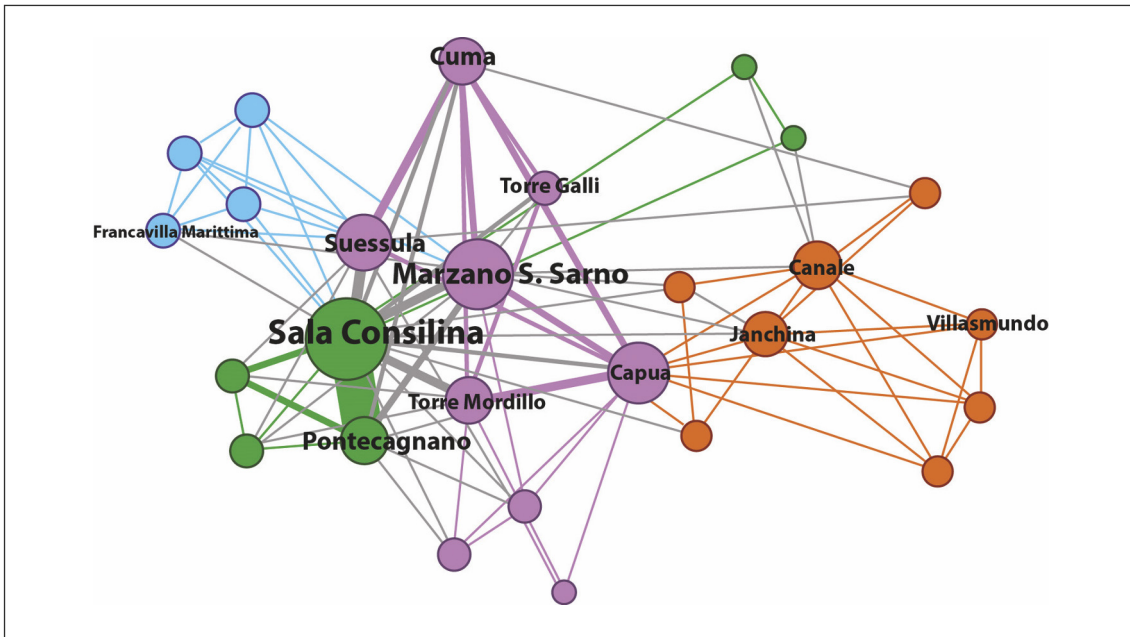 Cuma
Torre Galli
Francavilla Marittima
Suessula
Marzano S. Sarno
Canale
Sala Consilina
Janchina
Villasmundo
Capua
Torre Mordillo
Pontecagnano